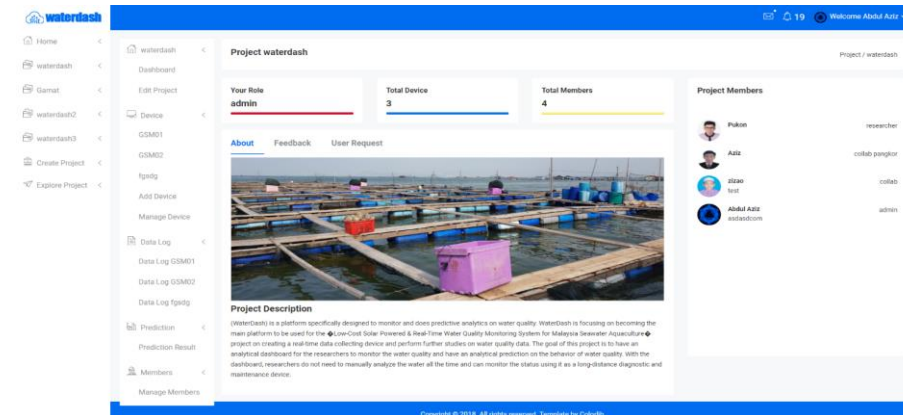 waterdash
19 Welcome Abdul Aziz
Home
waterdash
Gamat
waterdash2
waterdash3
Create Project
Explore Project
waterdash
Dashboard
Edit Project
Device
GSM01
GSM02
fgsdg
Add Device
Manage Device
Data Log
Data Log GSM01
Data Log GSM02
Data Log fgsdg
Prediction
Prediction Result
Members
Manage Members
Project waterdash
Project / waterdash
Your Role
admin
Total Device
3
Total Members
4
About Feedback User Request
Project Description
(WaterDash) is a platform specifically designed to monitor and does predictive analytics on water quality. WaterDash is focusing on becoming the
main platform to be used for the �Low-Cost Solar Powered & Real-Time Water Quality Monitoring System for Malaysia Seawater Aquaculture�
project on creating a real-time data collecting device and perform further studies on water quality data. The goal of this project is to have an
analytical dashboard for the researchers to monitor the water quality and have an analytical prediction on the behavior of water quality. With the
dashboard, researchers do not need to manually analyze the water all the time and can monitor the status using it as a long-distance diagnostic and
maintenance device.
Project Members
Pukon researcher
Aziz collab pangkor
zizao collab
test
Abdul Aziz admin
asdasdcom
Copyright © 2018. All rights reserved. Template by Colorlib.